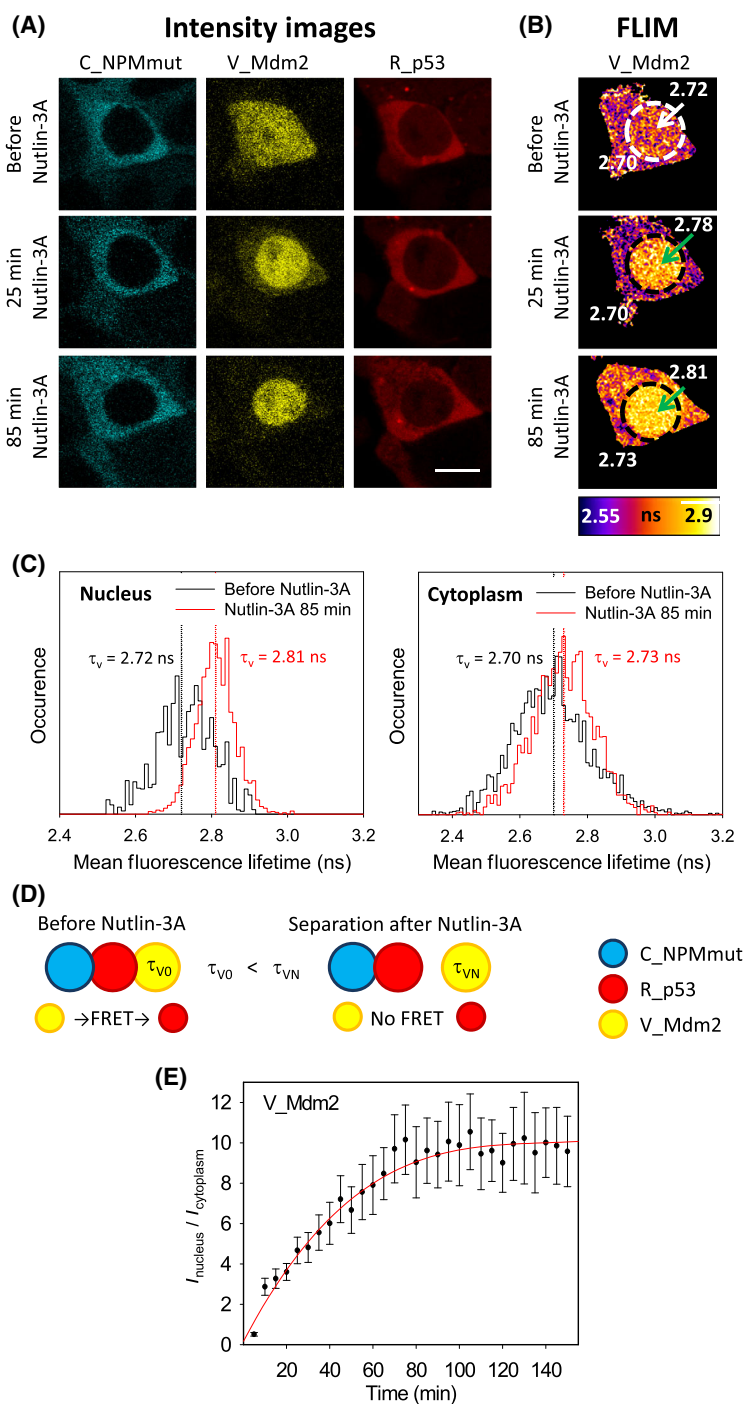 (A) Intensity images
C_NPMmut V_Mdm2 R_p53
Before
Nutlin-3A
25 min
Nutlin-3A
85 min
Nutlin-3A
(B) FLIM
V_Mdm2
2.72
2.70
2.78
2.70
2.81
2.73
2.55 ns 2.9
(C)
Nucleus
Before Nutlin-3A
Nutlin-3A 85 min
τv = 2.72 ns
τv = 2.81 ns
Occurence
2.4 2.6 2.8 3.0 3.2
Mean fluorescence lifetime (ns)
Cytoplasm
Before Nutlin-3A
Nutlin-3A 85 min
τv = 2.70 ns
τv = 2.73 ns
Occurence
2.4 2.6 2.8 3.0 3.2
Mean fluorescence lifetime (ns)
(D)
Before Nutlin-3A
Separation after Nutlin-3A
τV0
τV0 < τVN
τVN
→FRET→
No FRET
C_NPMmut
R_p53
V_Mdm2
(E)
V_Mdm2
Inucleus / Icytoplasm
12
10
8
6
4
2
0
20 40 60 80 100 120 140
Time (min)